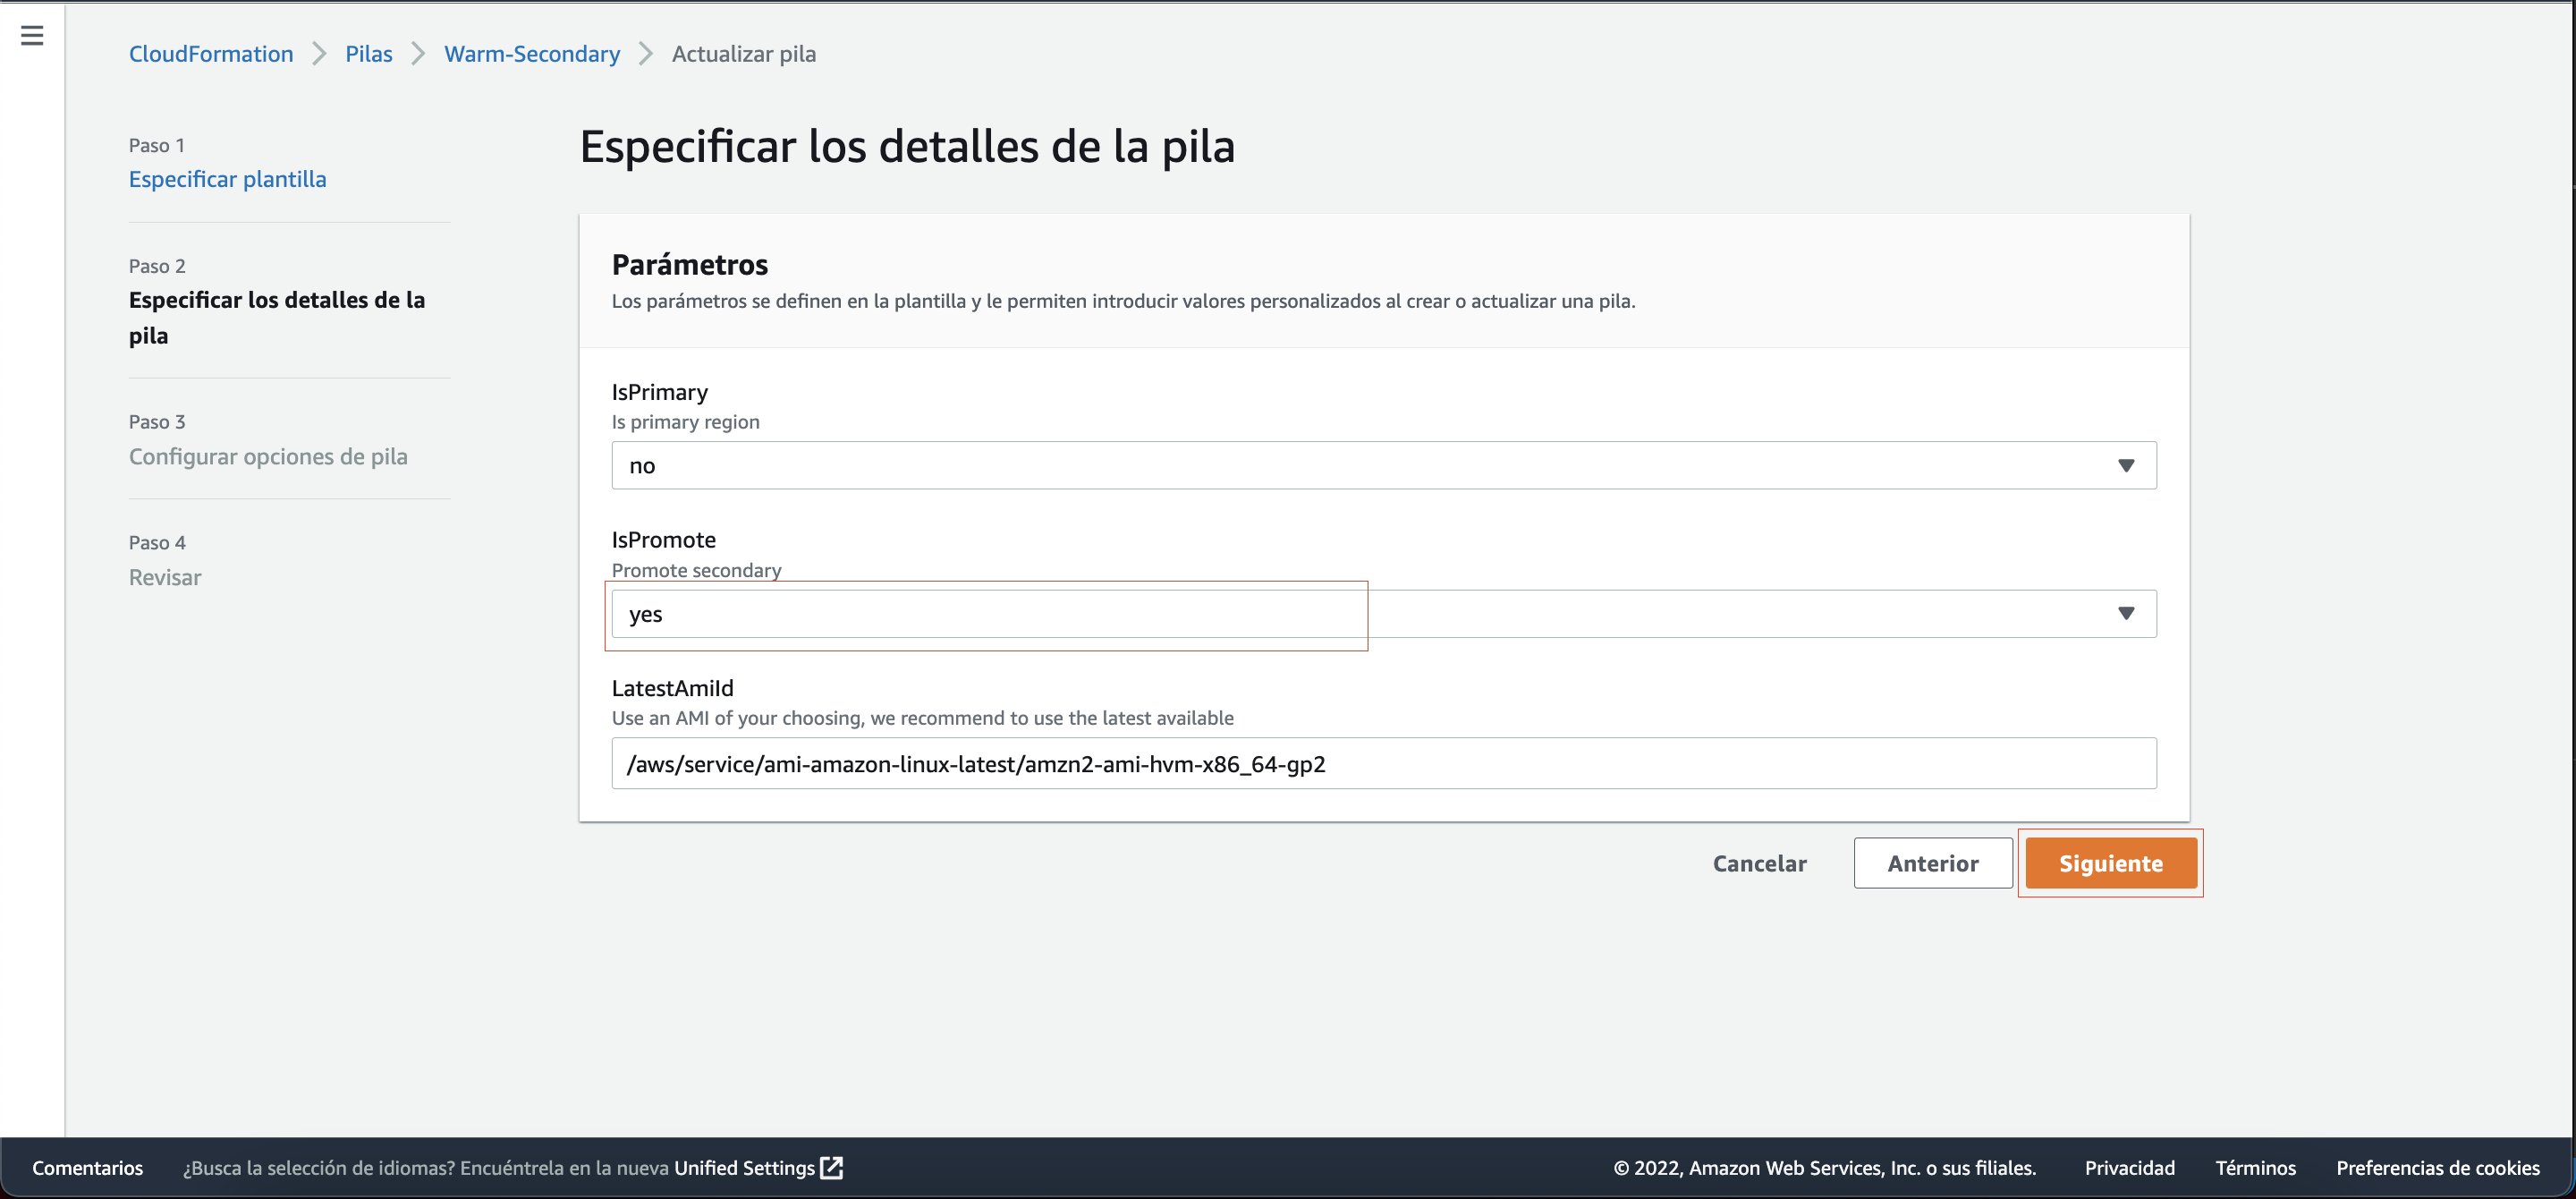 CloudFormation > Pilas > Warm-Secondary > Actualizar pila
Paso 1
Especificar plantilla
Paso 2
Especificar los detalles de la
pila
Paso 3
Configurar opciones de pila
Paso 4
Revisar
Especificar los detalles de la pila
Parámetros
Los parámetros se definen en la plantilla y le permiten introducir valores personalizados al crear o actualizar una pila.
IsPrimary
Is primary region
no
IsPromote
Promote secondary
yes
LatestAmiId
Use an AMI of your choosing, we recommend to use the latest available
/aws/service/ami-amazon-linux-latest/amzn2-ami-hvm-x86_64-gp2
Cancelar Anterior Siguiente
Comentarios ¿Busca la selección de idiomas? Encuéntrela en la nueva Unified Settings © 2022, Amazon Web Services, Inc. o sus filiales. Privacidad Términos Preferencias de cookies